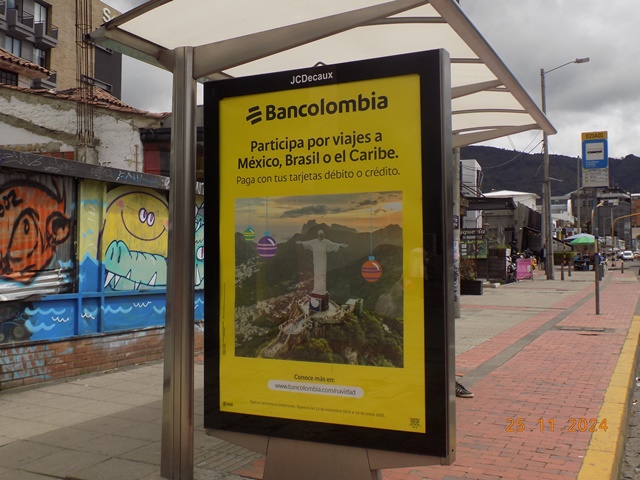 JCDecaux
Bancolombia
Participa por viajes a
México, Brasil o el Caribe.
Paga con tus tarjetas débito o crédito.
Conoce más en:
www.bancolombia.com/navidad
25 11 2024